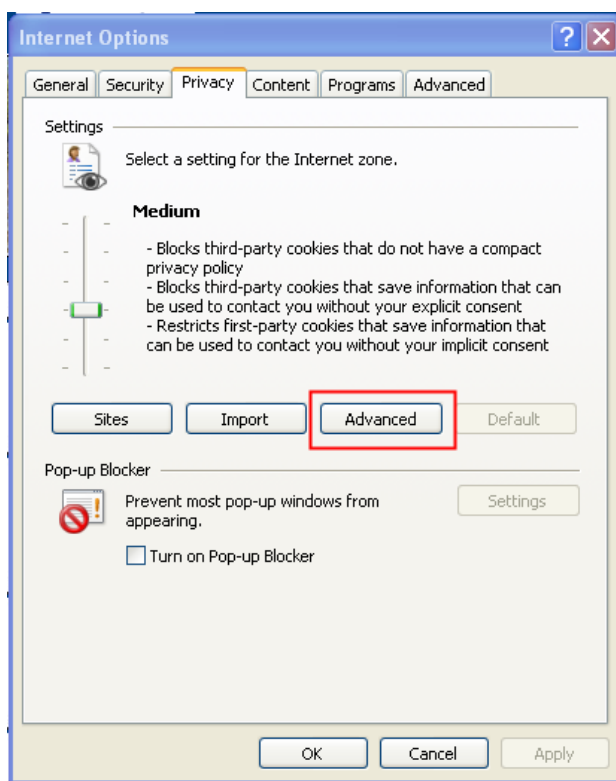 Internet Options
General Security Privacy Content Programs Advanced
Settings
Select a setting for the Internet zone.
Medium
- Blocks third-party cookies that do not have a compact
privacy policy
- Blocks third-party cookies that save information that can
be used to contact you without your explicit consent
- Restricts first-party cookies that save information that
can be used to contact you without your implicit consent
Sites Import Advanced Default
Pop-up Blocker
Prevent most pop-up windows from Settings
appearing.
Turn on Pop-up Blocker
OK Cancel Apply